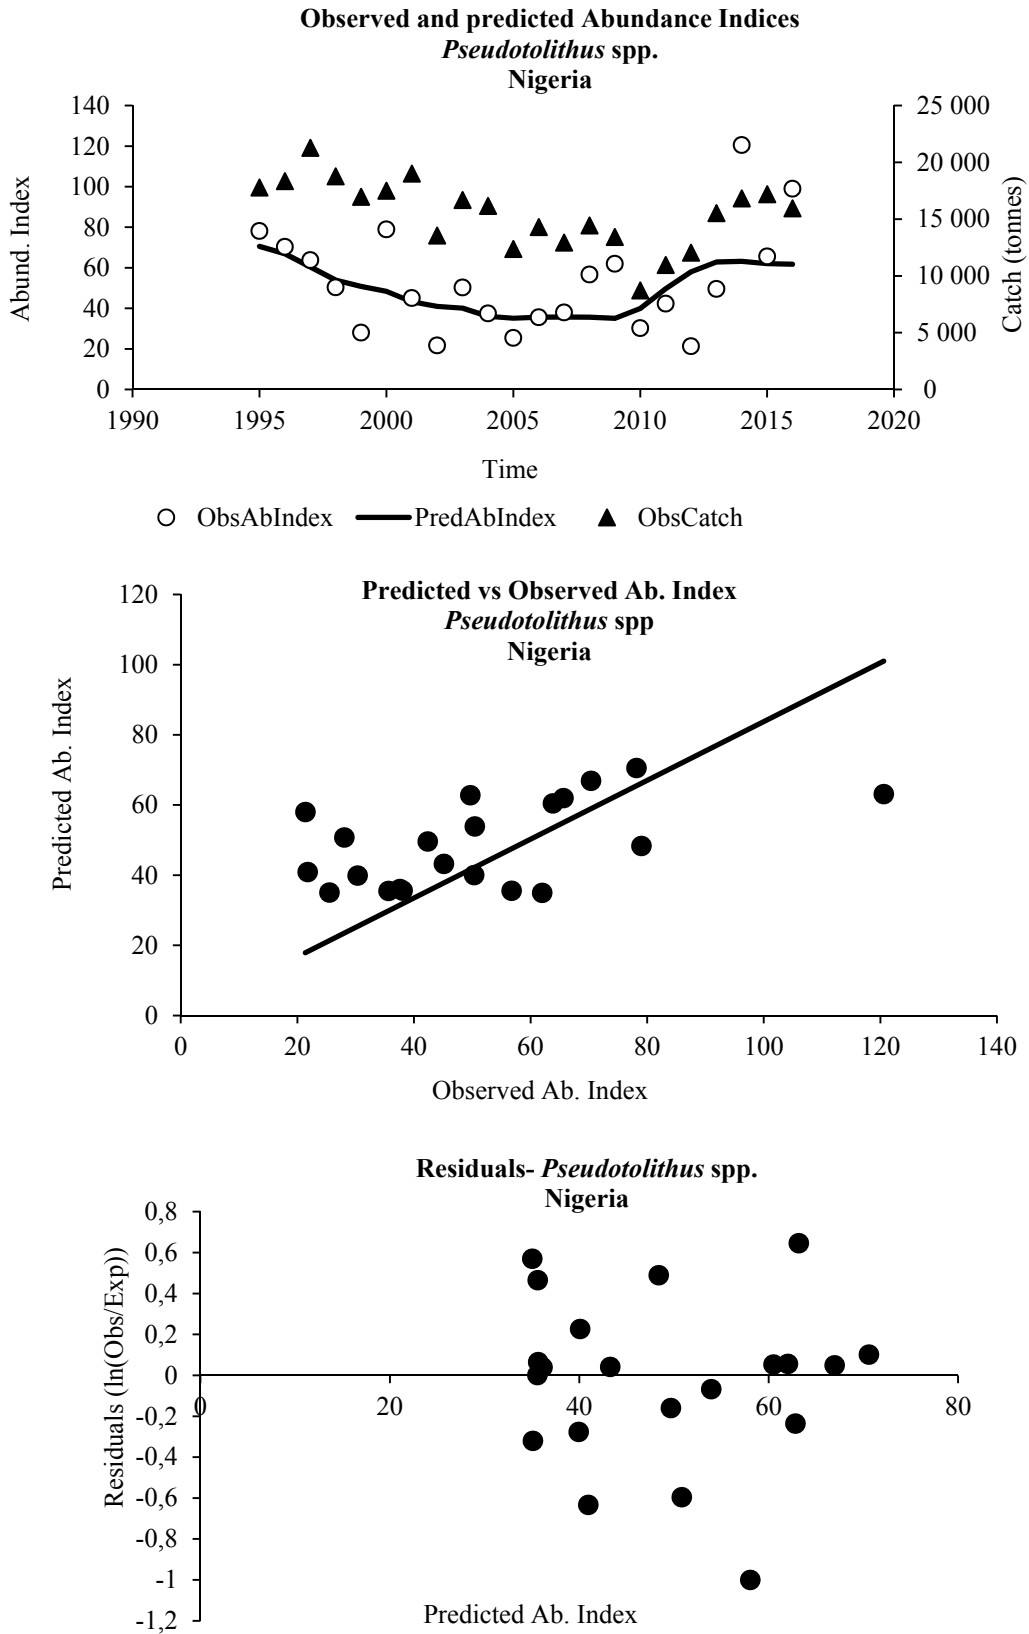 Observed and predicted Abundance Indices
Pseudotolithus spp.
Nigeria
140
120
100
80
60
40
20
0
Abund. Index
25 000
20 000
15 000
10 000
5 000
0
Catch (tonnes)
1990 1995 2000 2005 2010 2015 2020
Time
ObsAbIndex PredAbIndex ObsCatch
Predicted vs Observed Ab. Index
Pseudotolithus spp
Nigeria
120
100
80
60
40
20
0
Predicted Ab. Index
0 20 40 60 80 100 120 140
Observed Ab. Index
Residuals- Pseudotolithus spp.
Nigeria
0,8
0,6
0,4
0,2
0
-0,2
-0,4
-0,6
-0,8
-1
-1,2
Residuals (ln(Obs/Exp))
0 20 40 60 80
Predicted Ab. Index